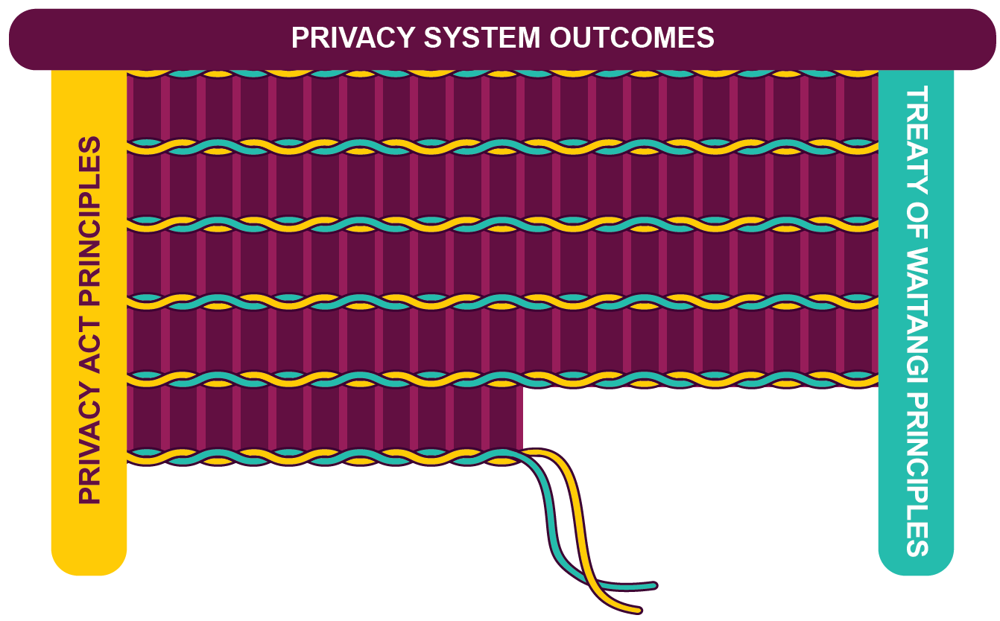 PRIVACY SYSTEM OUTCOMES
PRIVACY ACT PRINCIPLES
TREATY OF WAITANGI PRINCIPLES